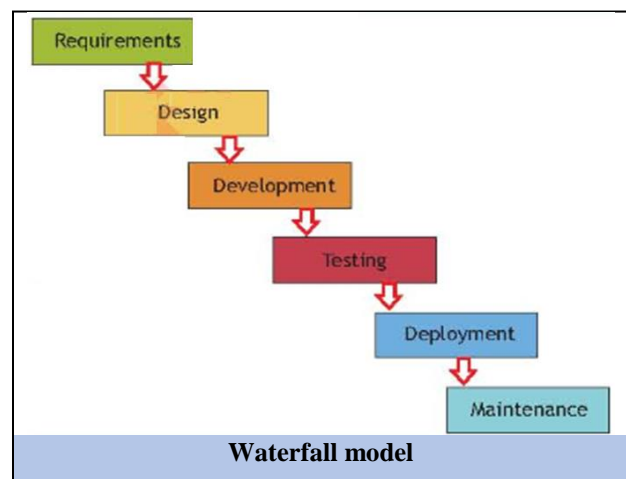 Requirements
Design
Development
Testing
Deployment
Maintenance
Waterfall model